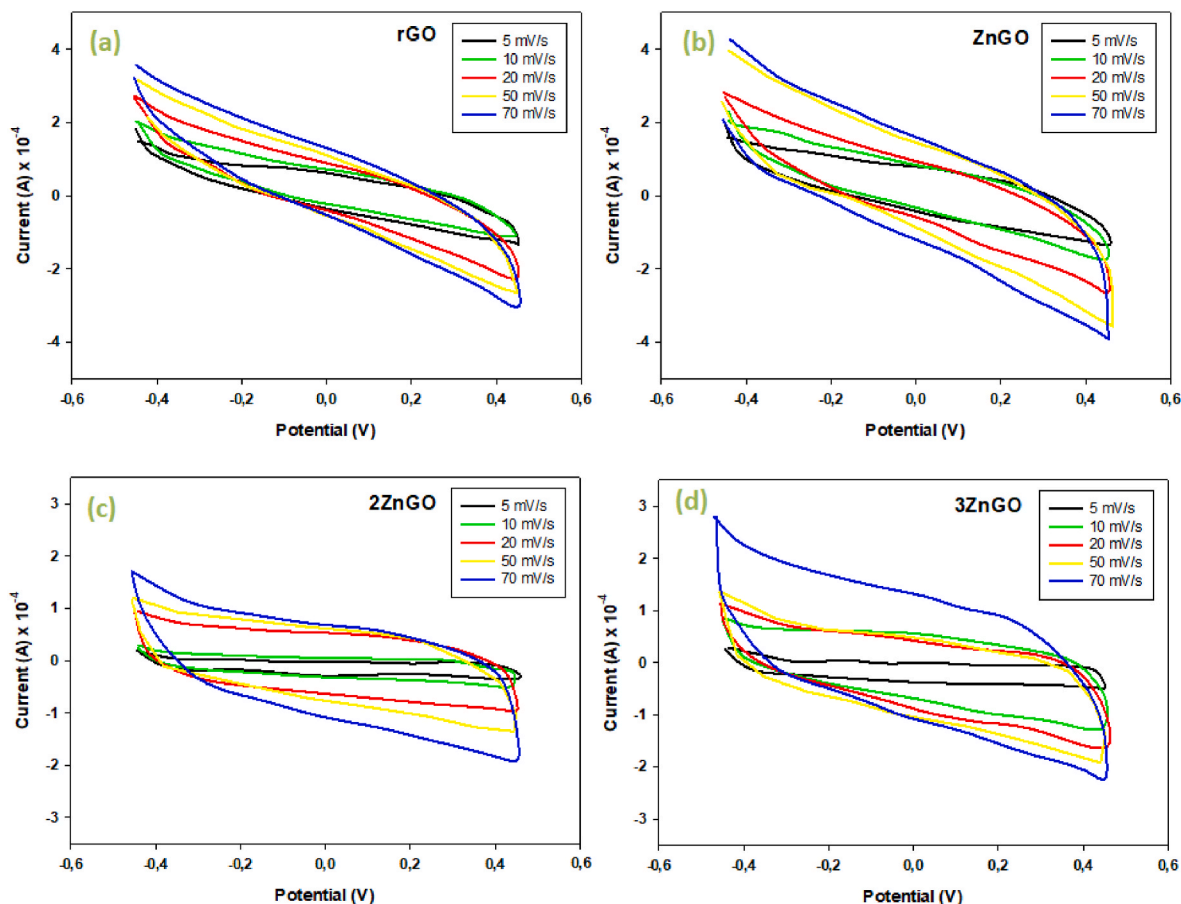 (a)
rGO
5 mV/s
10 mV/s
20 mV/s
50 mV/s
70 mV/s
Current (A) x 10⁻⁴
4
2
0
-2
-4
-0,6
-0,4
-0,2
0,0
0,2
0,4
0,6
Potential (V)
(b)
ZnGO
5 mV/s
10 mV/s
20 mV/s
50 mV/s
70 mV/s
Current (A) x 10⁻⁴
4
2
0
-2
-4
-0,6
-0,4
-0,2
0,0
0,2
0,4
0,6
Potential (V)
(c)
2ZnGO
5 mV/s
10 mV/s
20 mV/s
50 mV/s
70 mV/s
Current (A) x 10⁻⁴
3
2
1
0
-1
-2
-3
-0,6
-0,4
-0,2
0,0
0,2
0,4
0,6
Potential (V)
(d)
3ZnGO
5 mV/s
10 mV/s
20 mV/s
50 mV/s
70 mV/s
Current (A) x 10⁻⁴
3
2
1
0
-1
-2
-3
-0,6
-0,4
-0,2
0,0
0,2
0,4
0,6
Potential (V)